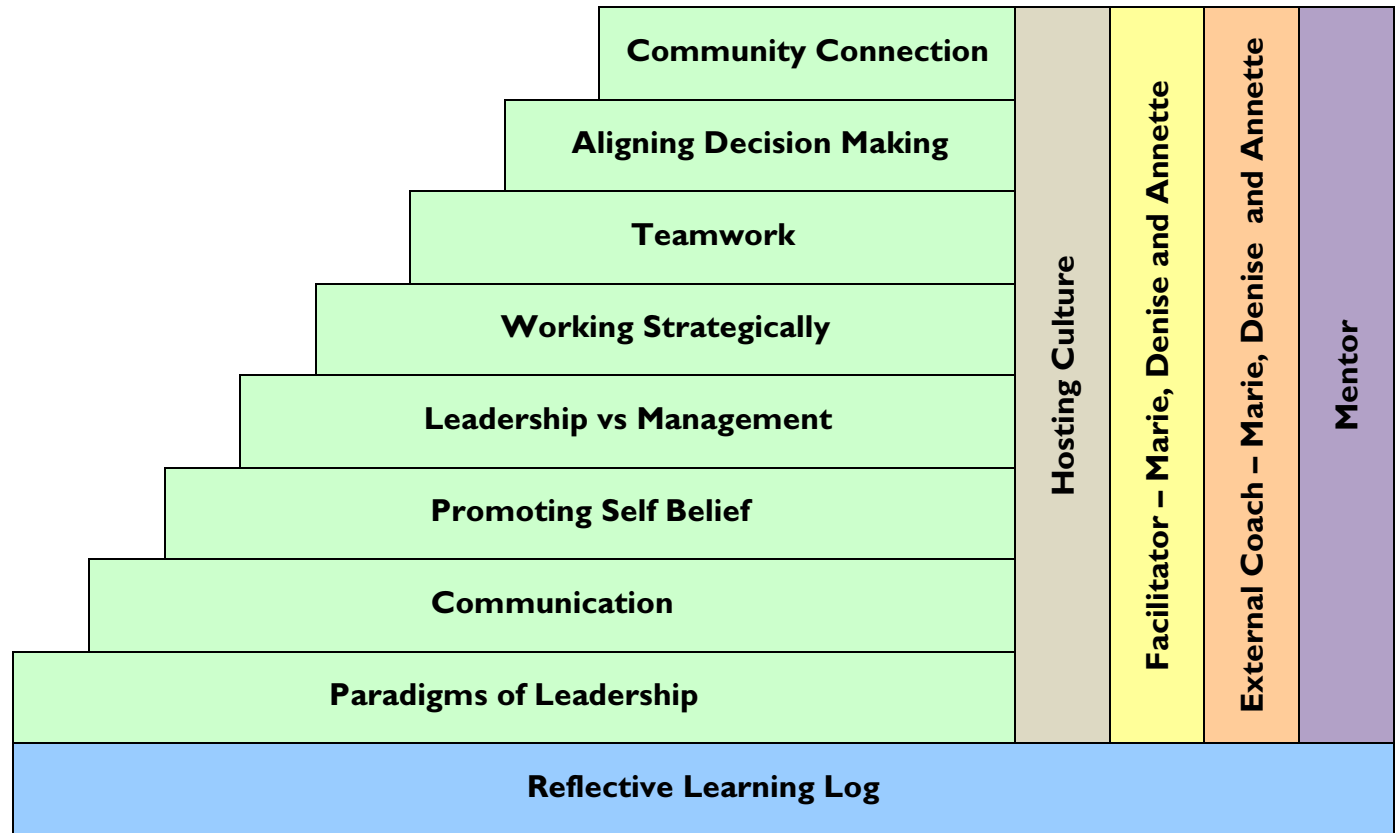 Community Connection
Aligning Decision Making
Teamwork
Working Strategically
Leadership vs Management
Promoting Self Belief
Communication
Paradigms of Leadership
Hosting Culture
Facilitator – Marie, Denise and Annette
External Coach – Marie, Denise  and Annette
Mentor
Reflective Learning Log